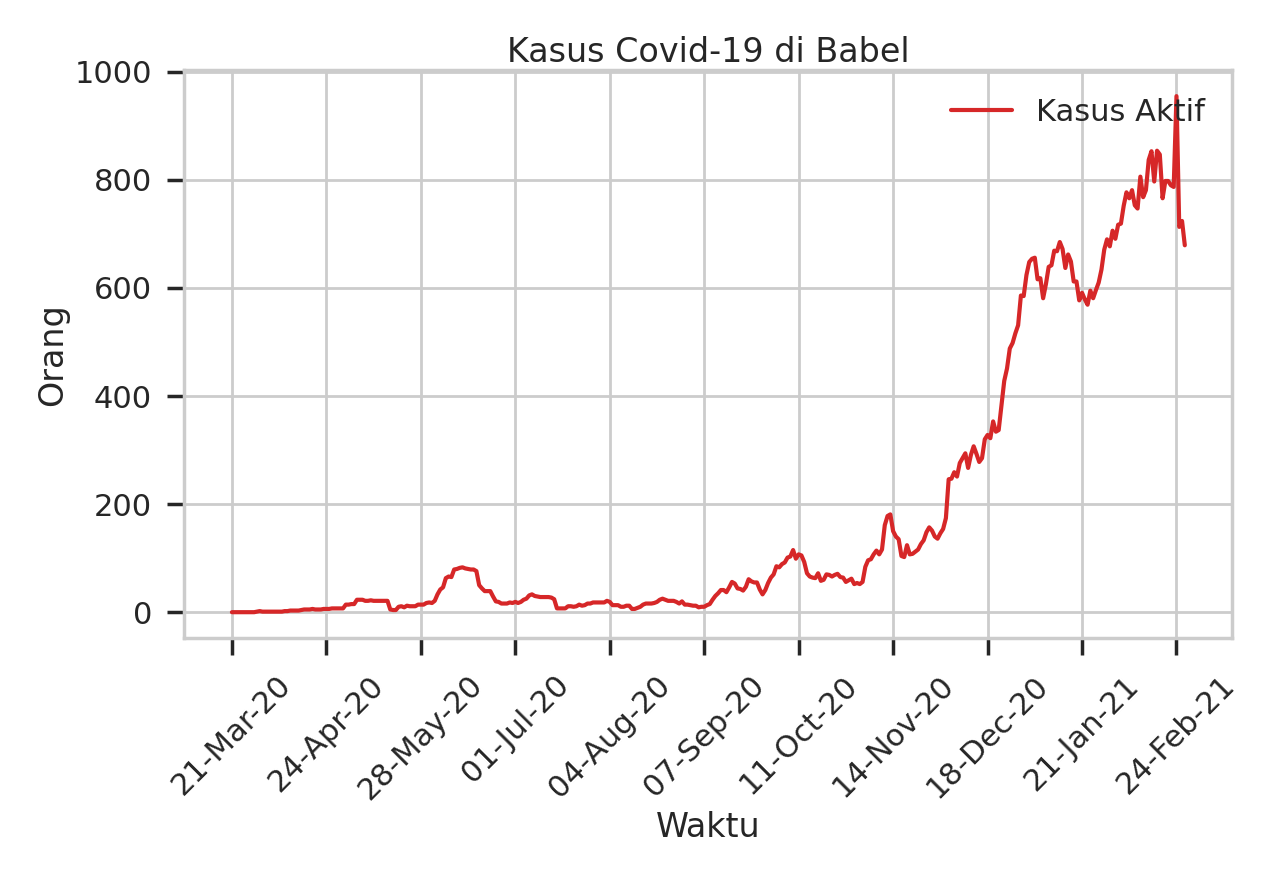 Kasus Covid-19 di Babel
Kasus Aktif
1000
800
600
400
200
0
Orang
21-Mar-20
24-Apr-20
28-May-20
01-Jul-20
04-Aug-20
07-Sep-20
11-Oct-20
14-Nov-20
18-Dec-20
21-Jan-21
24-Feb-21
Waktu